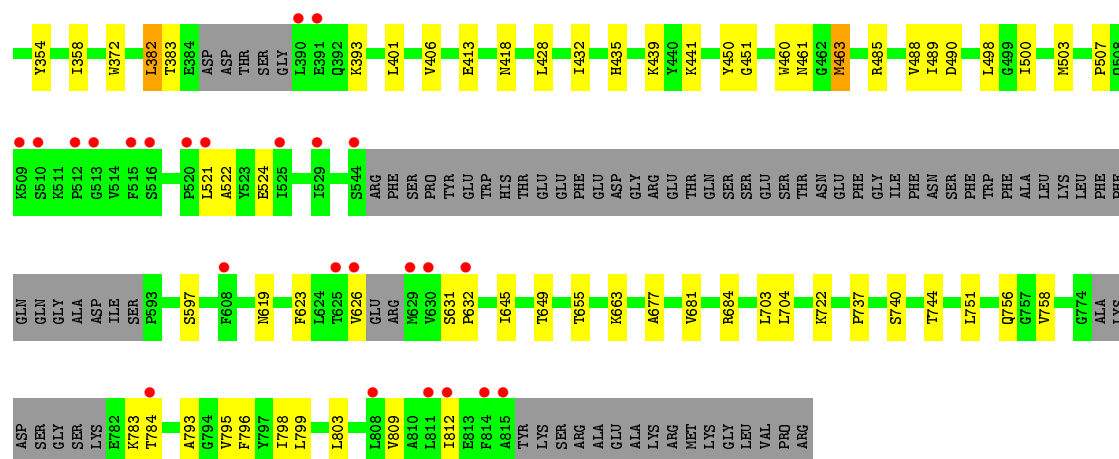 Y354 I358 W372 L382 T383 E384 ASP ASP THR SER GLY L390 E391 Q392 K393 L401 V406 E413 N418 L428 I432 H435 K439 Y440 K441 Y450 G451 W460 N461 G462 M463 R485 V488 I489 D490 L498 G499 I500 M503 P507
K509 S510 K511 P512 G513 V514 F515 S516 P520 L521 A522 Y523 E524 I525 I529 S544 ARG PHE SER PRO TYR GLU TRP HIS THR GLU GLU PHE GLU ASP GLY ARG GLU THR GLN SER SER GLU SER THR ASN GLU PHE GLY ILE PHE ASN SER PHE TRP PHE ALA LEU LYS LEU PHE PHE
GLN GLN GLY ALA ASP ILE SER P593 S597 F608 N619 F623 L624 T625 V626 GLU ARG M629 V630 S631 P632 I645 T649 T655 K663 A677 V681 R684 L703 L704 K722 P737 S740 T744 L751 Q756 G757 V758 G774 ALA LYS
ASP SER GLY SER LYS E782 K783 T784 A793 G794 V795 F796 Y797 I798 L799 L803 L808 V809 A810 L811 I812 E813 F814 A815 TYR LYS SER ARG ALA GLU ALA LYS ARG MET LYS GLY LEU VAL PRO ARG